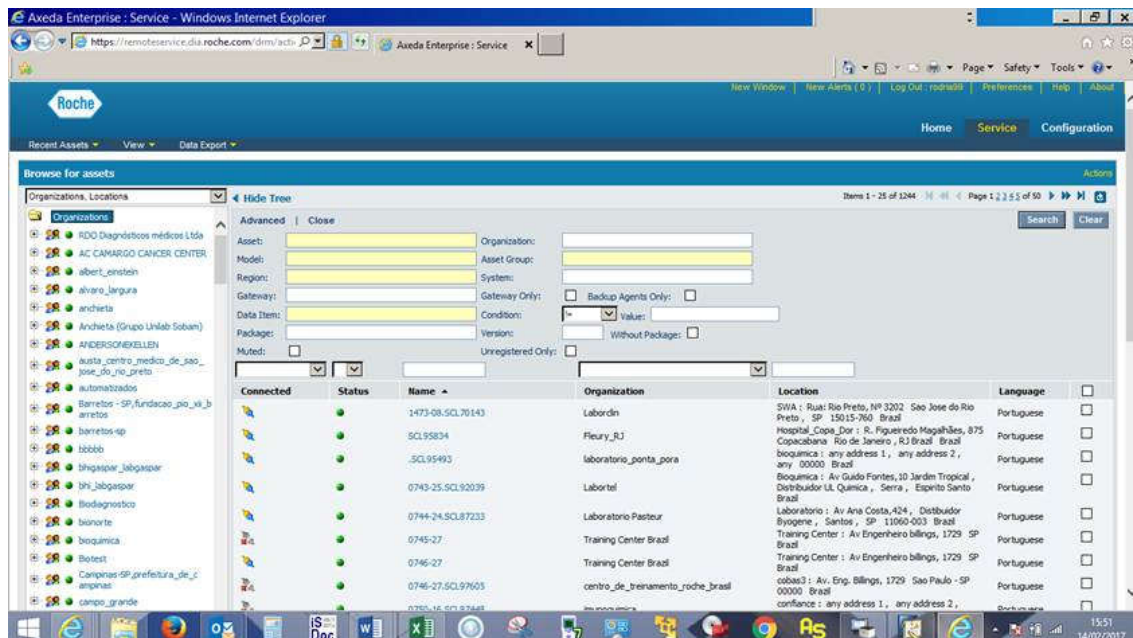 Axeda Enterprise : Service - Windows Internet Explorer
https://remoteservice.dia.roche.com/drm/acti
Axeda Enterprise : Service
Page Safety Tools
Roche
New Window | New Alerts ( 0 ) | Log Out : | Preferences | Help | About
Home Service Configuration
Recent Assets View Data Export
Browse for assets Actions
Organizations, Locations
Hide Tree
Items 1 - 25 of 1244 Page 1 2 3 4 5 of 50
Organizations
RDO Diagnósticos médicos Ltda
AC CAMARGO CANCER CENTER
albert_einstein
alvaro_largura
anchieta
Anchieta (Grupo Unilab Sobam)
ANDERSONEKELLEN
austa_centro_medico_de_sao_
jose_do_rio_preto
automatizados
Barretos - SP,fundacao_pio_xii_b
arretos
barretos-sp
bbbbb
bhigaspar_labgaspar
bhi_labgaspar
Biodiagnostico
bionorte
bioquimica
Biotest
Campinas-SP,prefeitura_de_c
ampinas
campo_grande
Advanced | Close
Search Clear
Asset: Organization:
Model: Asset Group:
Region: System:
Gateway: Gateway Only: Backup Agents Only:
Data Item: Condition: Value:
Package: Version: Without Package:
Muted: Unregistered Only:
Connected Status Name Organization Location Language
1473-08.SCL70143 Labordin SWA : Rua: Rio Preto, Nº 3202 Sao Jose do Rio
Preto , SP 15015-760 Brazil Portuguese
SCL95834 Fleury_RJ Hospital_Copa_Dor : R. Figueiredo Magalhães, 875
Copacabana Rio de Janeiro , RJ Brazil Brazil Portuguese
.SCL95493 laboratorio_ponta_pora bioquimica : any address 1 , any address 2 ,
any 00000 Brazil Portuguese
0743-25.SCL92039 Labortel Bioquimica : Av Guido Fontes,10 Jardim Tropical ,
Distribuidor UL Quimica , Serra , Espirito Santo
Brazil Portuguese
0744-24.SCL87233 Laboratorio Pasteur Laboratorio : Av Ana Costa,424 , Distbuidor
Byogene , Santos , SP 11060-003 Brazil Portuguese
0745-27 Training Center Brazil Training Center : Av Engenheiro billings, 1729 SP
Brazil Portuguese
0746-27 Training Center Brazil Training Center : Av Engenheiro billings, 1729 SP
Brazil Portuguese
0746-27.SCL97605 centro_de_treinamento_roche_brasil cobas3 : Av. Eng. Billings, 1729 Sao Paulo - SP
00000 Brazil Portuguese
imunoquimica confiance : any address 1 , any address 2 , Portuguese
15:51
14/02/2017